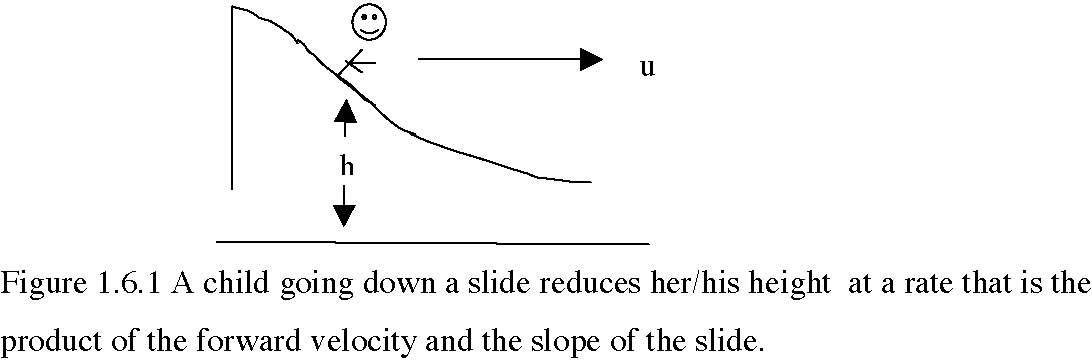 u
h
Figure 1.6.1 A child going down a slide reduces her/his height at a rate that is the
product of the forward velocity and the slope of the slide.